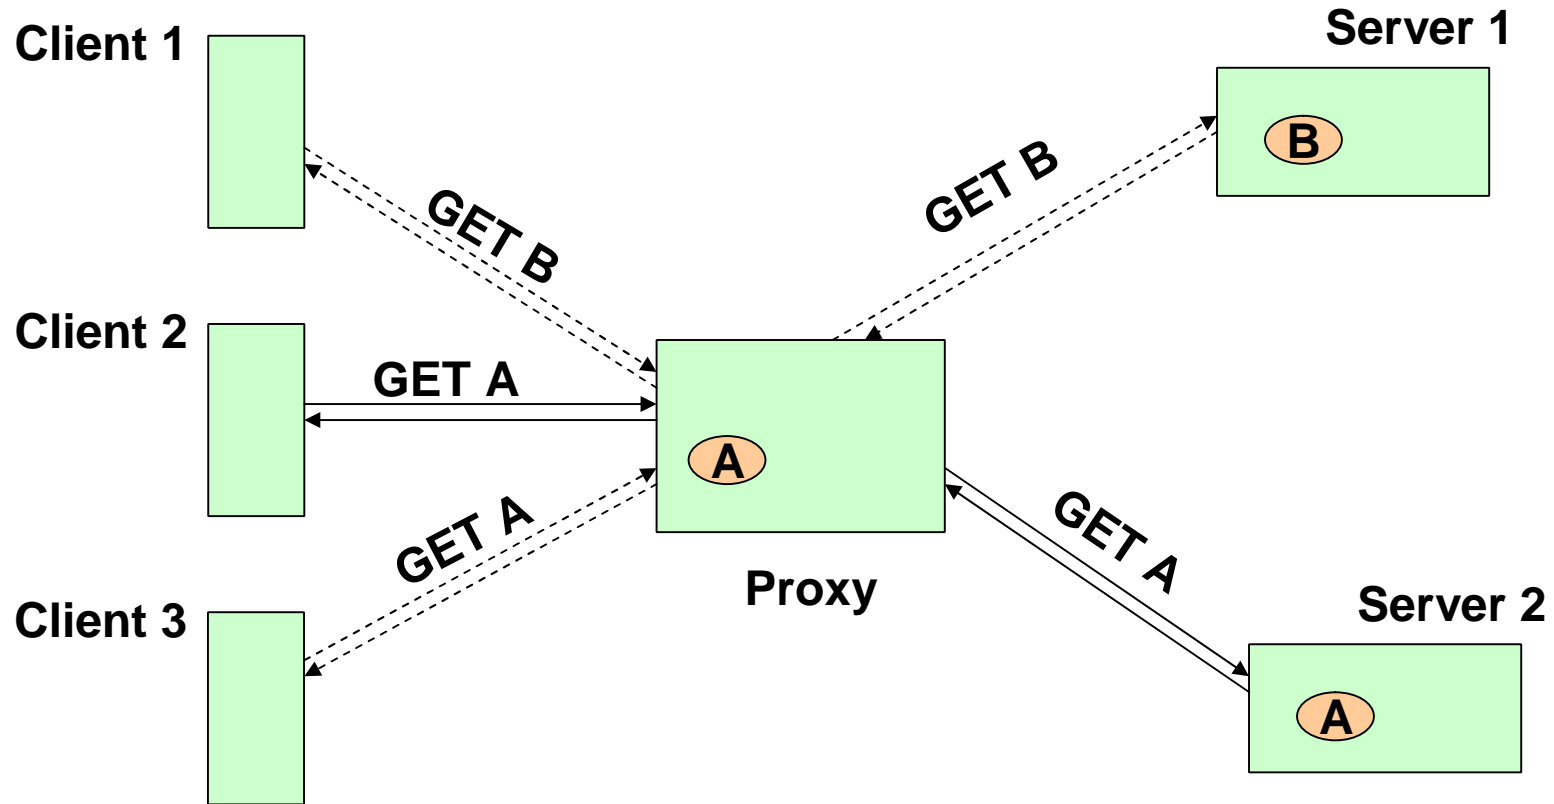 Client 1
Server 1
B
GET B
GET B
Client 2
GET A
A
GET A
GET A
Proxy
Client 3
Server 2
A